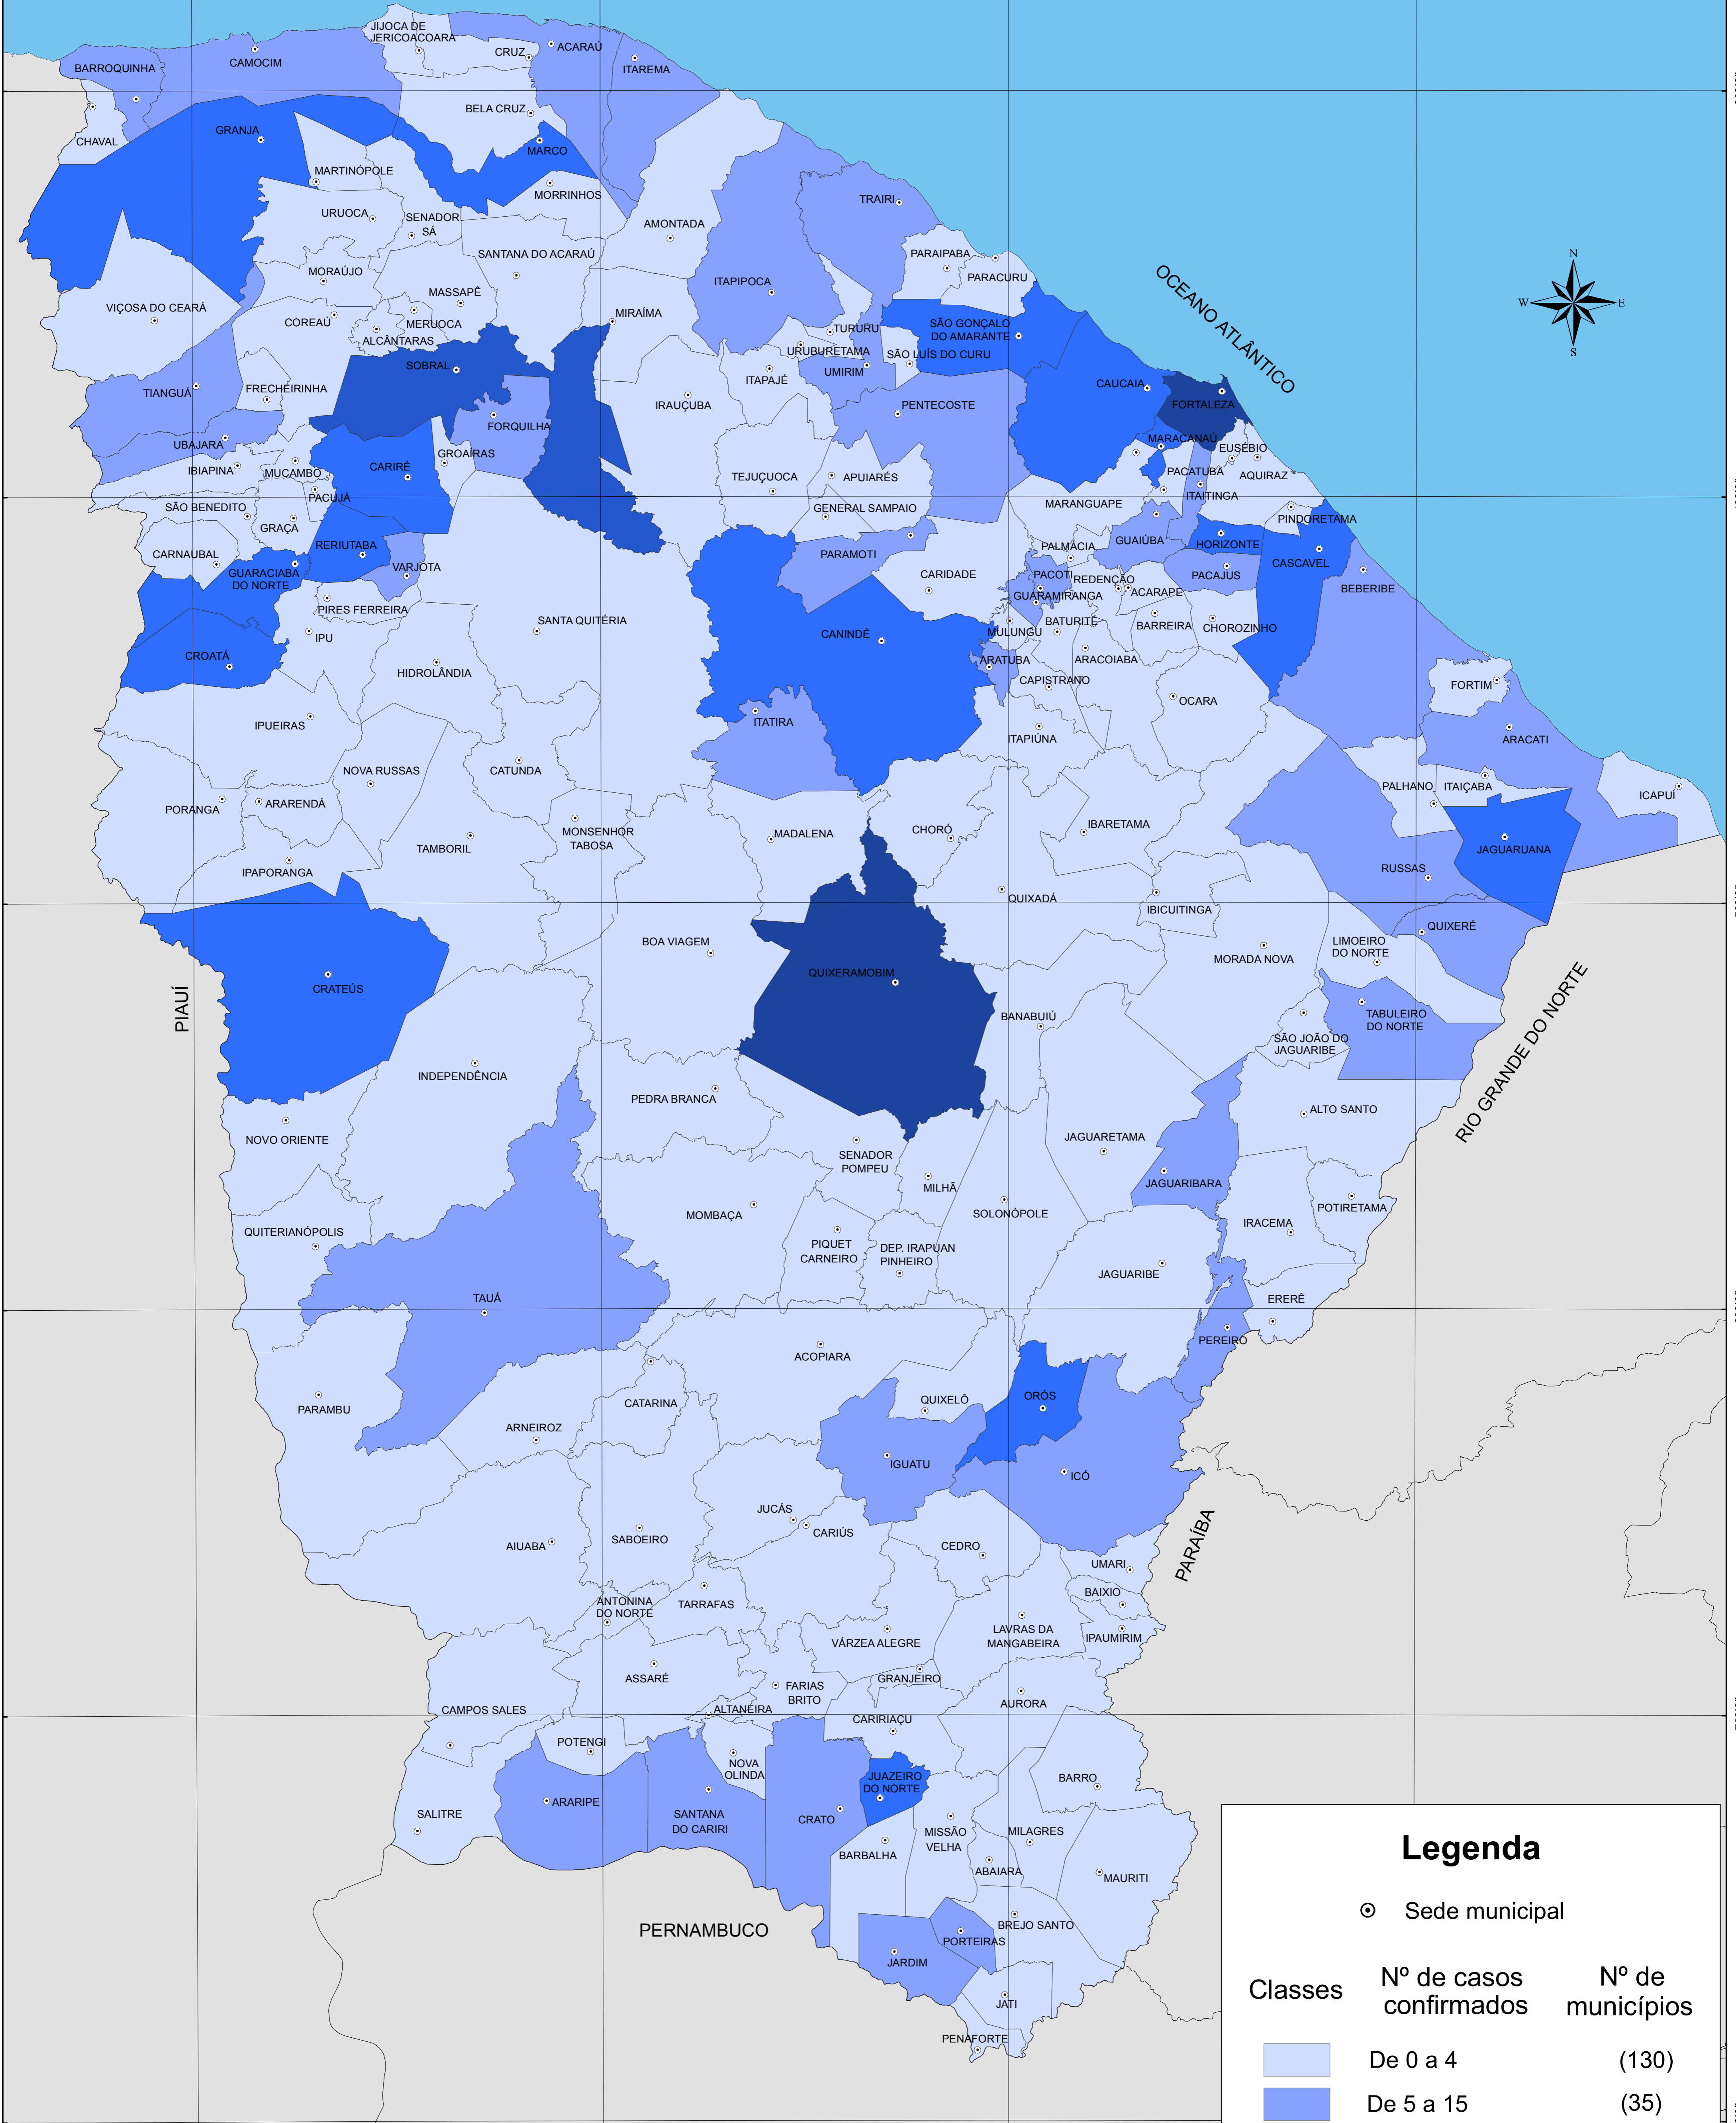 JIJOCA DE
JERICOACOARA
CRUZ
ACARAÚ
ITAREMA
BARROQUINHA
CAMOCIM
BELA CRUZ
CHAVAL
GRANJA
MARCO
MARTINÓPOLE
MORRINHOS
URUOCA
SENADOR
SÁ
AMONTADA
TRAIRI
SANTANA DO ACARAÚ
PARAIPABA
PARACURU
MORAÚJO
MASSAPÊ
ITAPIPOCA
OCEANO ATLÂNTICO
N
W
E
S
VIÇOSA DO CEARÁ
COREAÚ
MERUOCA
ALCÂNTARAS
MIRAÍMA
TURURU
URUBURETAMA
SÃO GONÇALO
DO AMARANTE
SÃO LUÍS DO CURU
SOBRAL
ITAPAJÉ
UMIRIM
CAUCAIA
FORTALEZA
TIANGUÁ
FRECHEIRINHA
IRAUÇUBA
PENTECOSTE
UBAJARA
FORQUILHA
MARACANAÚ
EUSÉBIO
IBIAPINA
MUCAMBO
CARIRÉ
GROAÍRAS
TEJUÇUOCA
APUIARÉS
PACATUBA
AQUIRAZ
PACUJÁ
ITAITINGA
SÃO BENEDITO
GRAÇA
GENERAL SAMPAIO
MARANGUAPE
PINDORETAMA
CARNAUBAL
RERIUTABA
VARJOTA
PARAMOTI
PALMÁCIA
GUAIÚBA
HORIZONTE
CASCAVEL
GUARACIABA
DO NORTE
CARIDADE
PACOTI
REDENÇÃO
ACARAPE
PACAJUS
BEBERIBE
GUARAMIRANGA
PIRES FERREIRA
IPU
SANTA QUITÉRIA
CANINDÉ
MULUNGU
BATURITÉ
BARREIRA
CHOROZINHO
CROATÁ
HIDROLÂNDIA
ARATUBA
ARACOIABA
CAPISTRANO
FORTIM
OCARA
IPUEIRAS
ITATIRA
ITAPIÚNA
ARACATI
NOVA RUSSAS
CATUNDA
PALHANO
ITAIÇABA
ICAPUÍ
PORANGA
ARARENDÁ
MONSENHOR
TABOSA
MADALENA
CHORÓ
IBARETAMA
TAMBORIL
JAGUARUANA
IPAPORANGA
RUSSAS
QUIXADÁ
IBICUITINGA
QUIXERÉ
BOA VIAGEM
LIMOEIRO
DO NORTE
MORADA NOVA
QUIXERAMOBIM
CRATEÚS
PIAUÍ
BANABUIÚ
TABULEIRO
DO NORTE
SÃO JOÃO DO
JAGUARIBE
RIO GRANDE DO NORTE
INDEPENDÊNCIA
PEDRA BRANCA
ALTO SANTO
NOVO ORIENTE
JAGUARETAMA
SENADOR
POMPEU
MILHÃ
JAGUARIBARA
MOMBAÇA
SOLONÓPOLE
POTIRETAMA
IRACEMA
QUITERIANÓPOLIS
PIQUET
CARNEIRO
DEP. IRAPUAN
PINHEIRO
JAGUARIBE
TAUÁ
ERERÊ
PEREIRO
ACOPIARA
PARAMBU
CATARINA
QUIXELÔ
ORÓS
ARNEIROZ
IGUATU
ICÓ
JUCÁS
CARIÚS
SABOEIRO
AIUABA
CEDRO
PARAÍBA
UMARI
BAIXIO
ANTONINA
DO NORTE
TARRAFAS
VÁRZEA ALEGRE
LAVRAS DA
MANGABEIRA
IPAUMIRIM
ASSARÉ
FARIAS
BRITO
GRANJEIRO
AURORA
CAMPOS SALES
ALTANEIRA
CARIRIAÇU
POTENGI
NOVA
OLINDA
JUAZEIRO
DO NORTE
BARRO
SALITRE
ARARIPE
SANTANA
DO CARIRI
CRATO
MISSÃO
VELHA
MILAGRES
BARBALHA
ABAIARA
MAURITI
PERNAMBUCO
BREJO SANTO
PORTEIRAS
JARDIM
JATI
PENAFORTE
Legenda
Sede municipal
Classes
Nº de casos
confirmados
Nº de
municípios
De 0 a 4
(130)
De 5 a 15
(35)